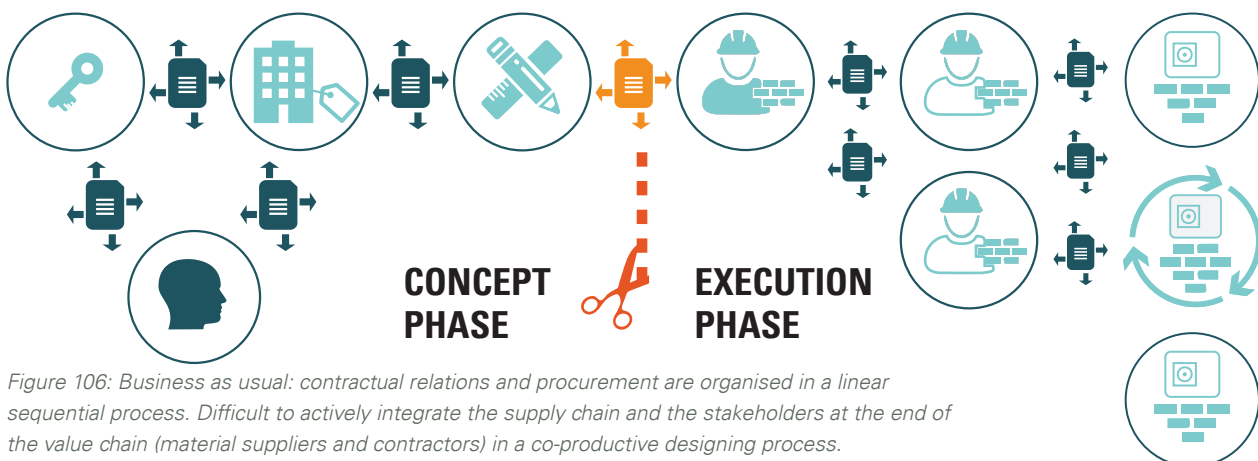 CONCEPT
PHASE
EXECUTION
PHASE
Figure 106: Business as usual: contractual relations and procurement are organised in a linear
sequential process. Difficult to actively integrate the supply chain and the stakeholders at the end of
the value chain (material suppliers and contractors) in a co-productive designing process.